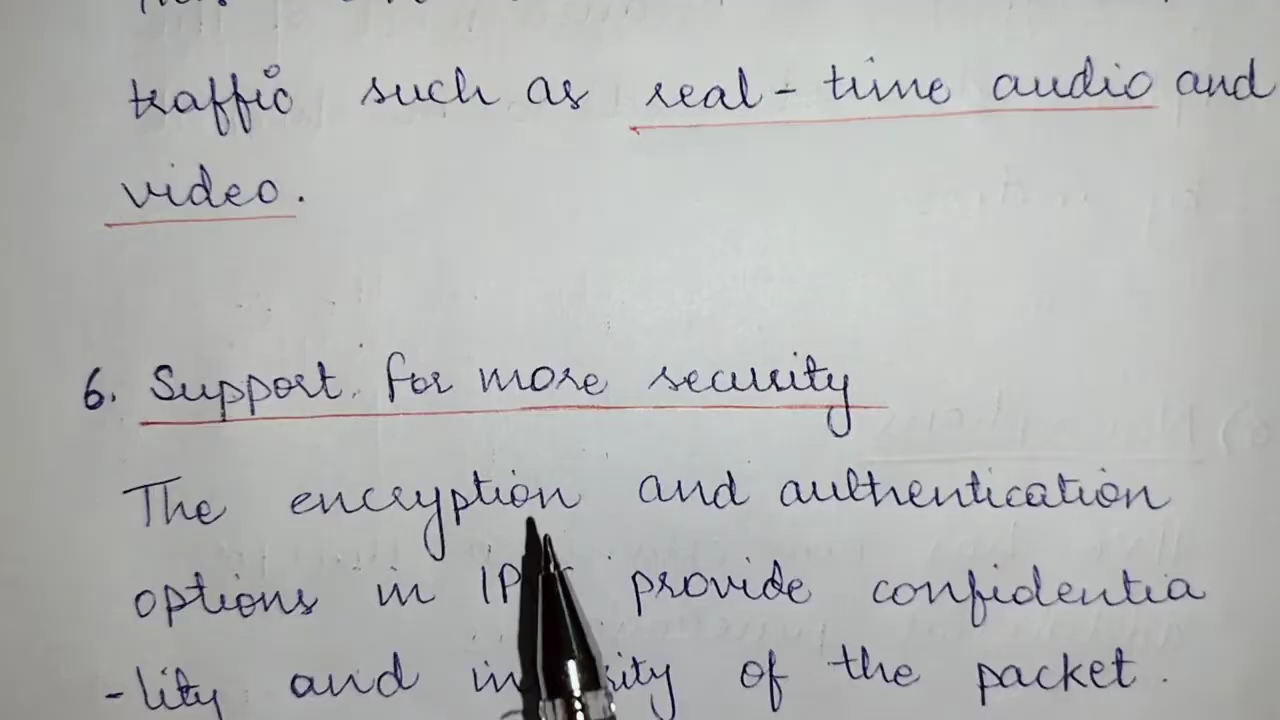 traffic such as real-time audio and
video.
6. Support for more security
The encryption and authentication
options in IP provide confidentia
-lity and of the packet.